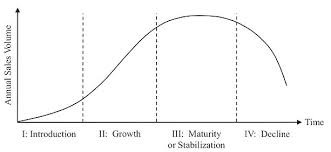 Annual Sales Volume
Time
I: Introduction II: Growth III: Maturity IV: Decline
or Stabilization